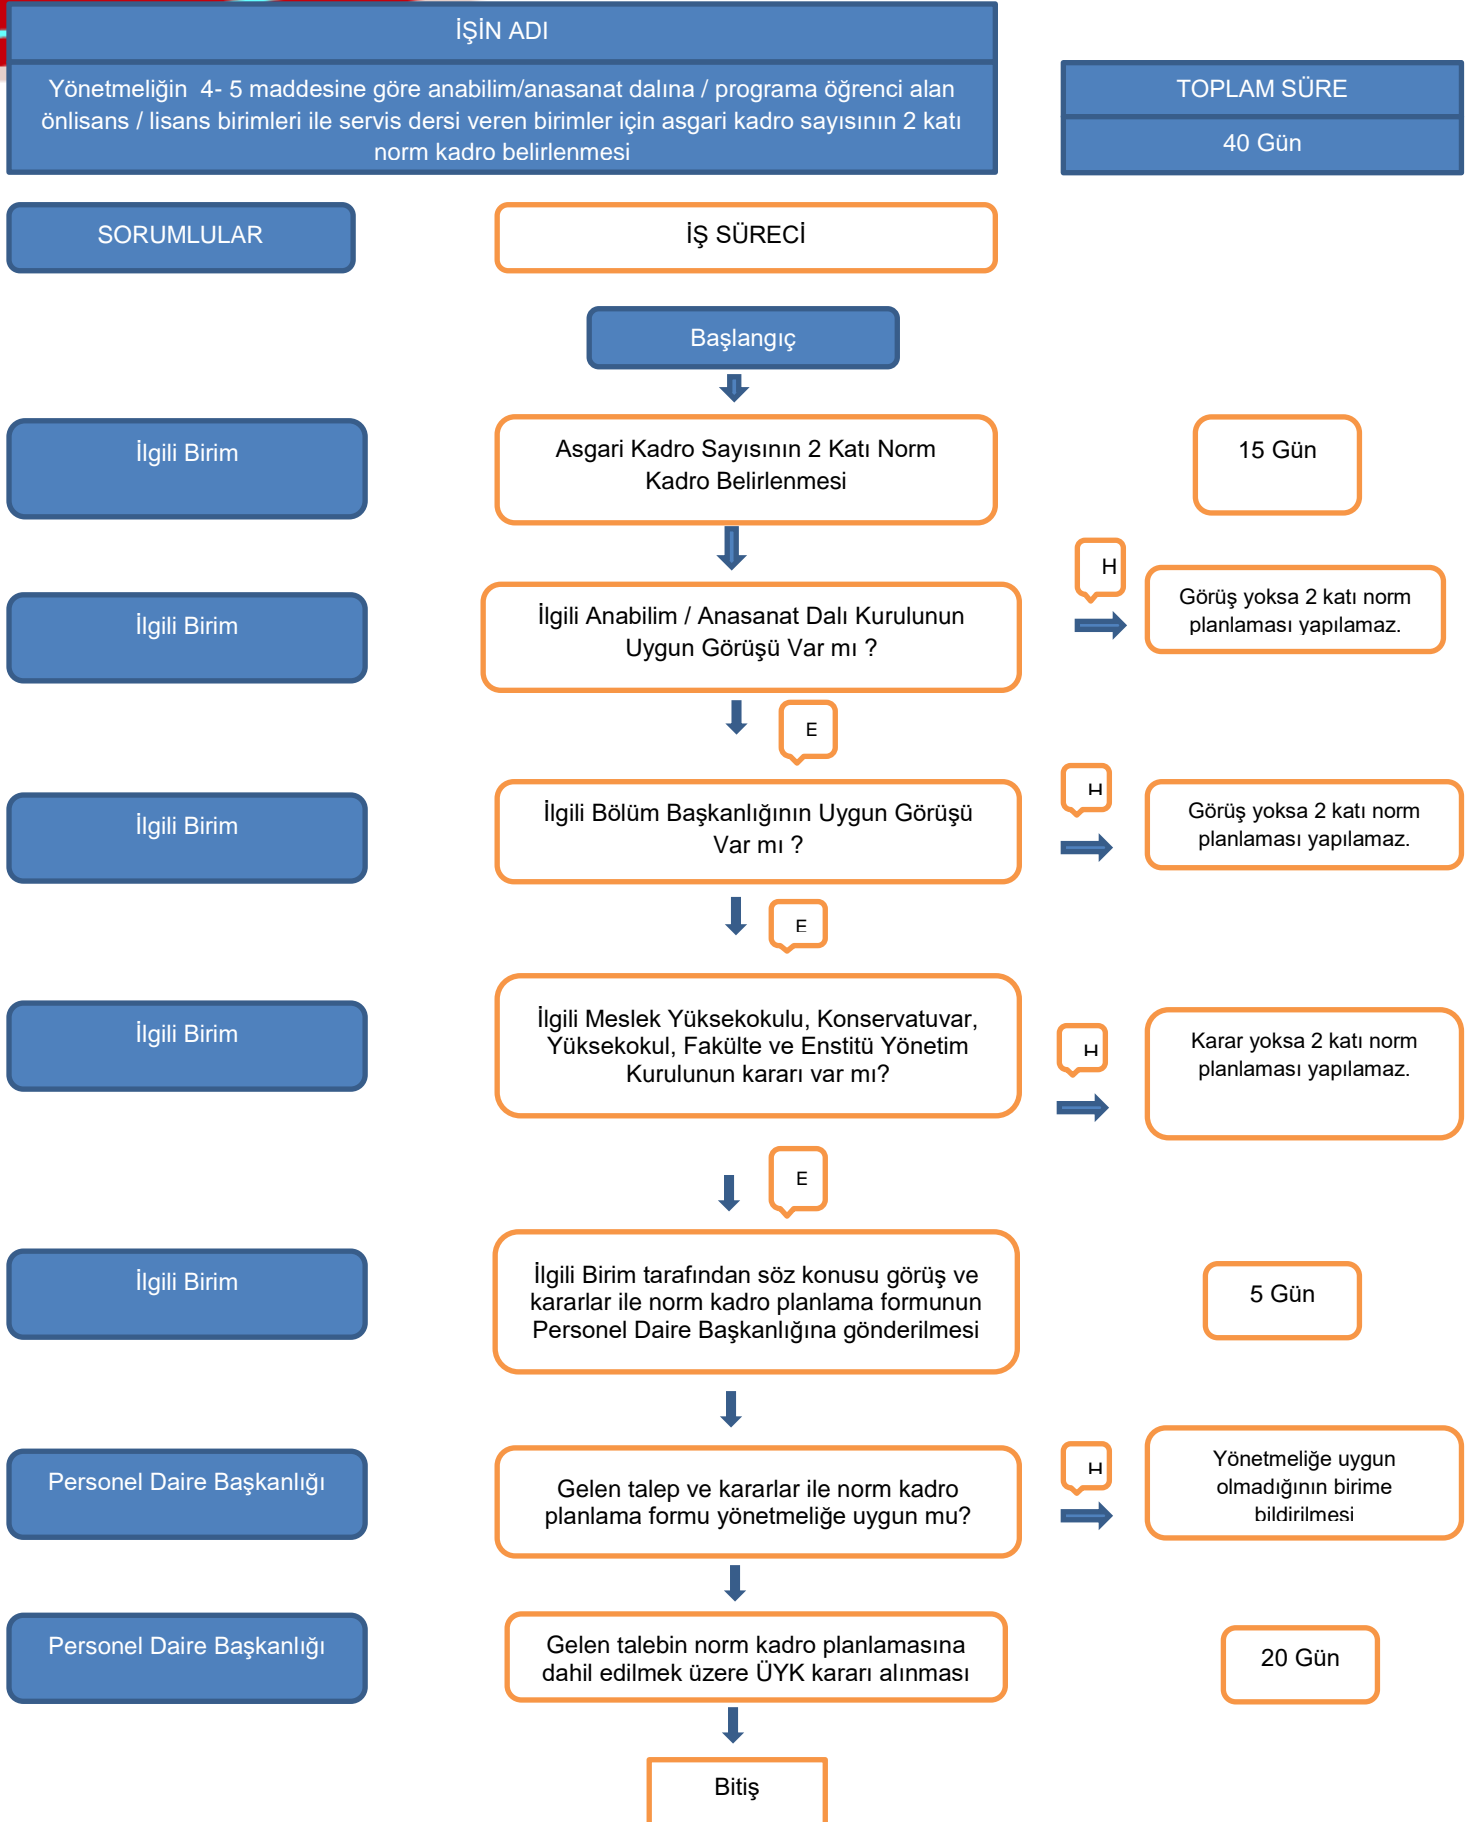 İŞİN ADI
Yönetmeliğin 4- 5 maddesine göre anabilim/anasanat dalına / programa öğrenci alan
önlisans / lisans birimleri ile servis dersi veren birimler için asgari kadro sayısının 2 katı
norm kadro belirlenmesi
TOPLAM SÜRE
40 Gün
SORUMLULAR
İŞ SÜRECİ
Başlangıç
İlgili Birim
Asgari Kadro Sayısının 2 Katı Norm
Kadro Belirlenmesi
15 Gün
İlgili Birim
İlgili Anabilim / Anasanat Dalı Kurulunun
Uygun Görüşü Var mı ?
H
Görüş yoksa 2 katı norm
planlaması yapılamaz.
E
İlgili Birim
İlgili Bölüm Başkanlığının Uygun Görüşü
Var mı ?
H
Görüş yoksa 2 katı norm
planlaması yapılamaz.
E
İlgili Birim
İlgili Meslek Yüksekokulu, Konservatuvar,
Yüksekokul, Fakülte ve Enstitü Yönetim
Kurulunun kararı var mı?
H
Karar yoksa 2 katı norm
planlaması yapılamaz.
E
İlgili Birim
İlgili Birim tarafından söz konusu görüş ve
kararlar ile norm kadro planlama formunun
Personel Daire Başkanlığına gönderilmesi
5 Gün
Personel Daire Başkanlığı
Gelen talep ve kararlar ile norm kadro
planlama formu yönetmeliğe uygun mu?
H
Yönetmeliğe uygun
olmadığının birime
bildirilmesi
Personel Daire Başkanlığı
Gelen talebin norm kadro planlamasına
dahil edilmek üzere ÜYK kararı alınması
20 Gün
Bitiş